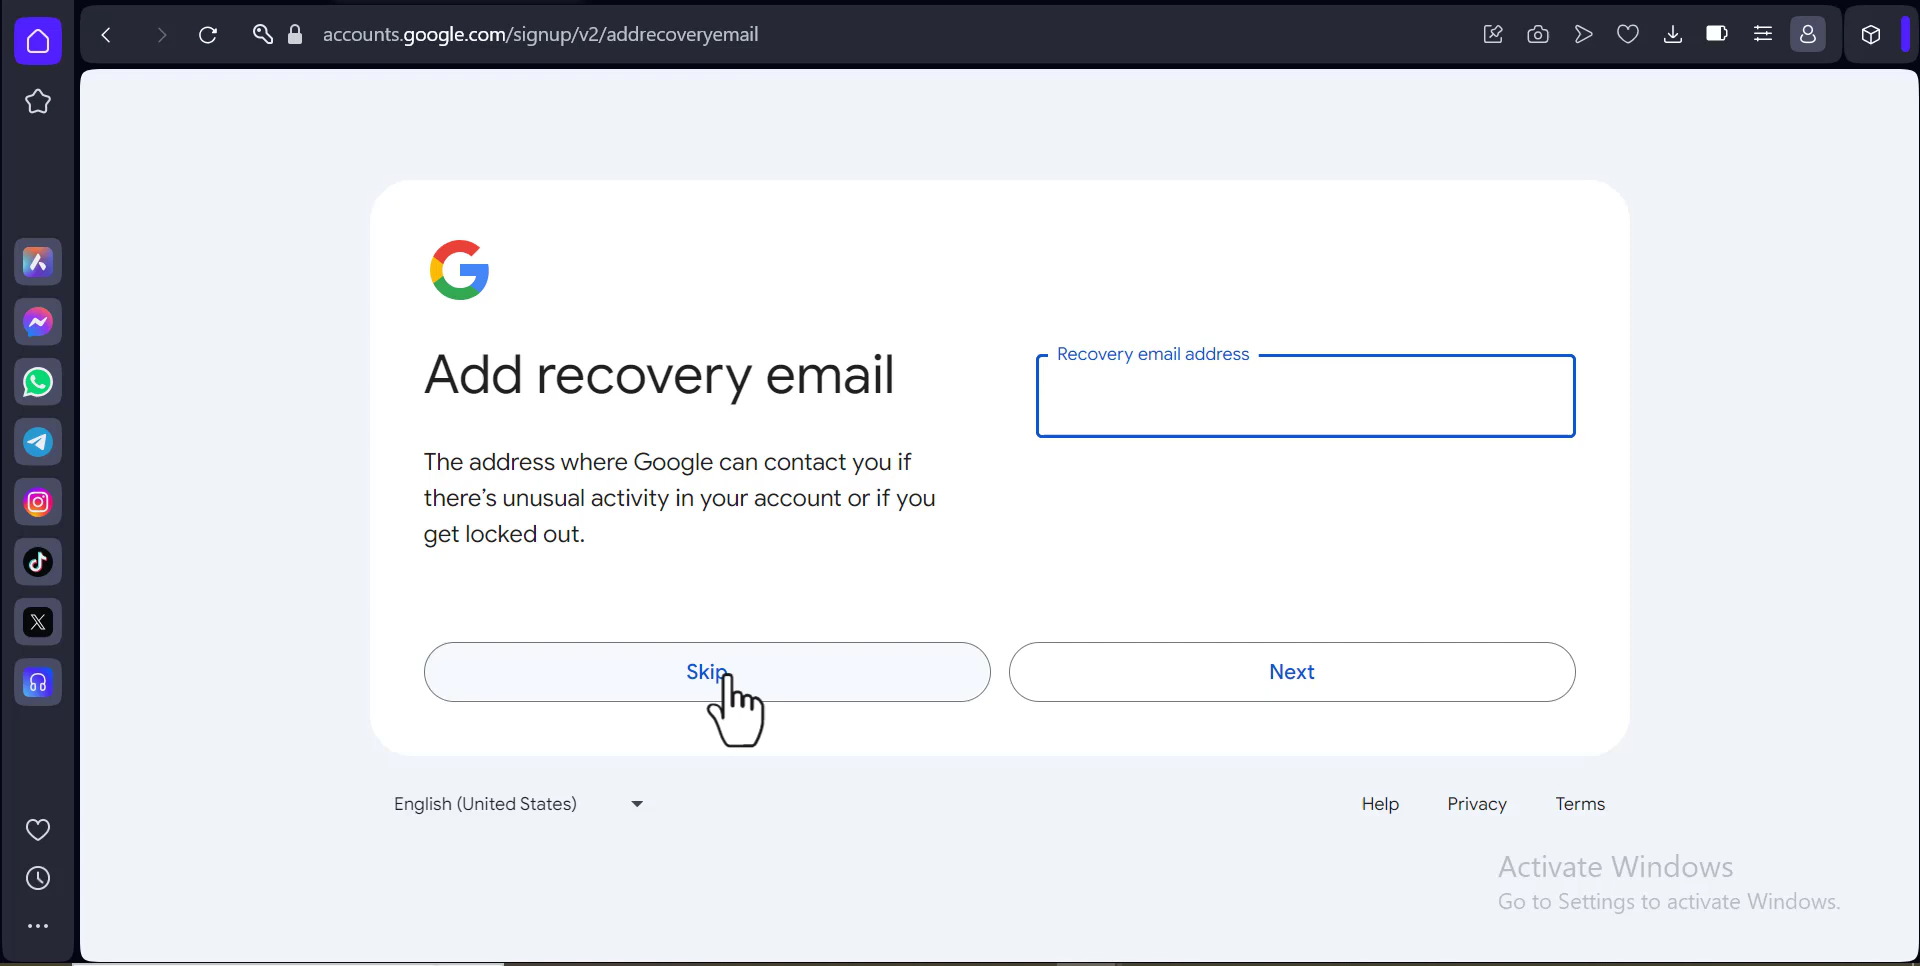 accounts.google.com/signup/v2/addrecoveryemail
Add recovery email
The address where Google can contact you if
there's unusual activity in your account or if you
get locked out.
Recovery email address
Skip
Next
English (United States)
Help
Privacy
Terms
Activate Windows
Go to Settings to activate Windows.